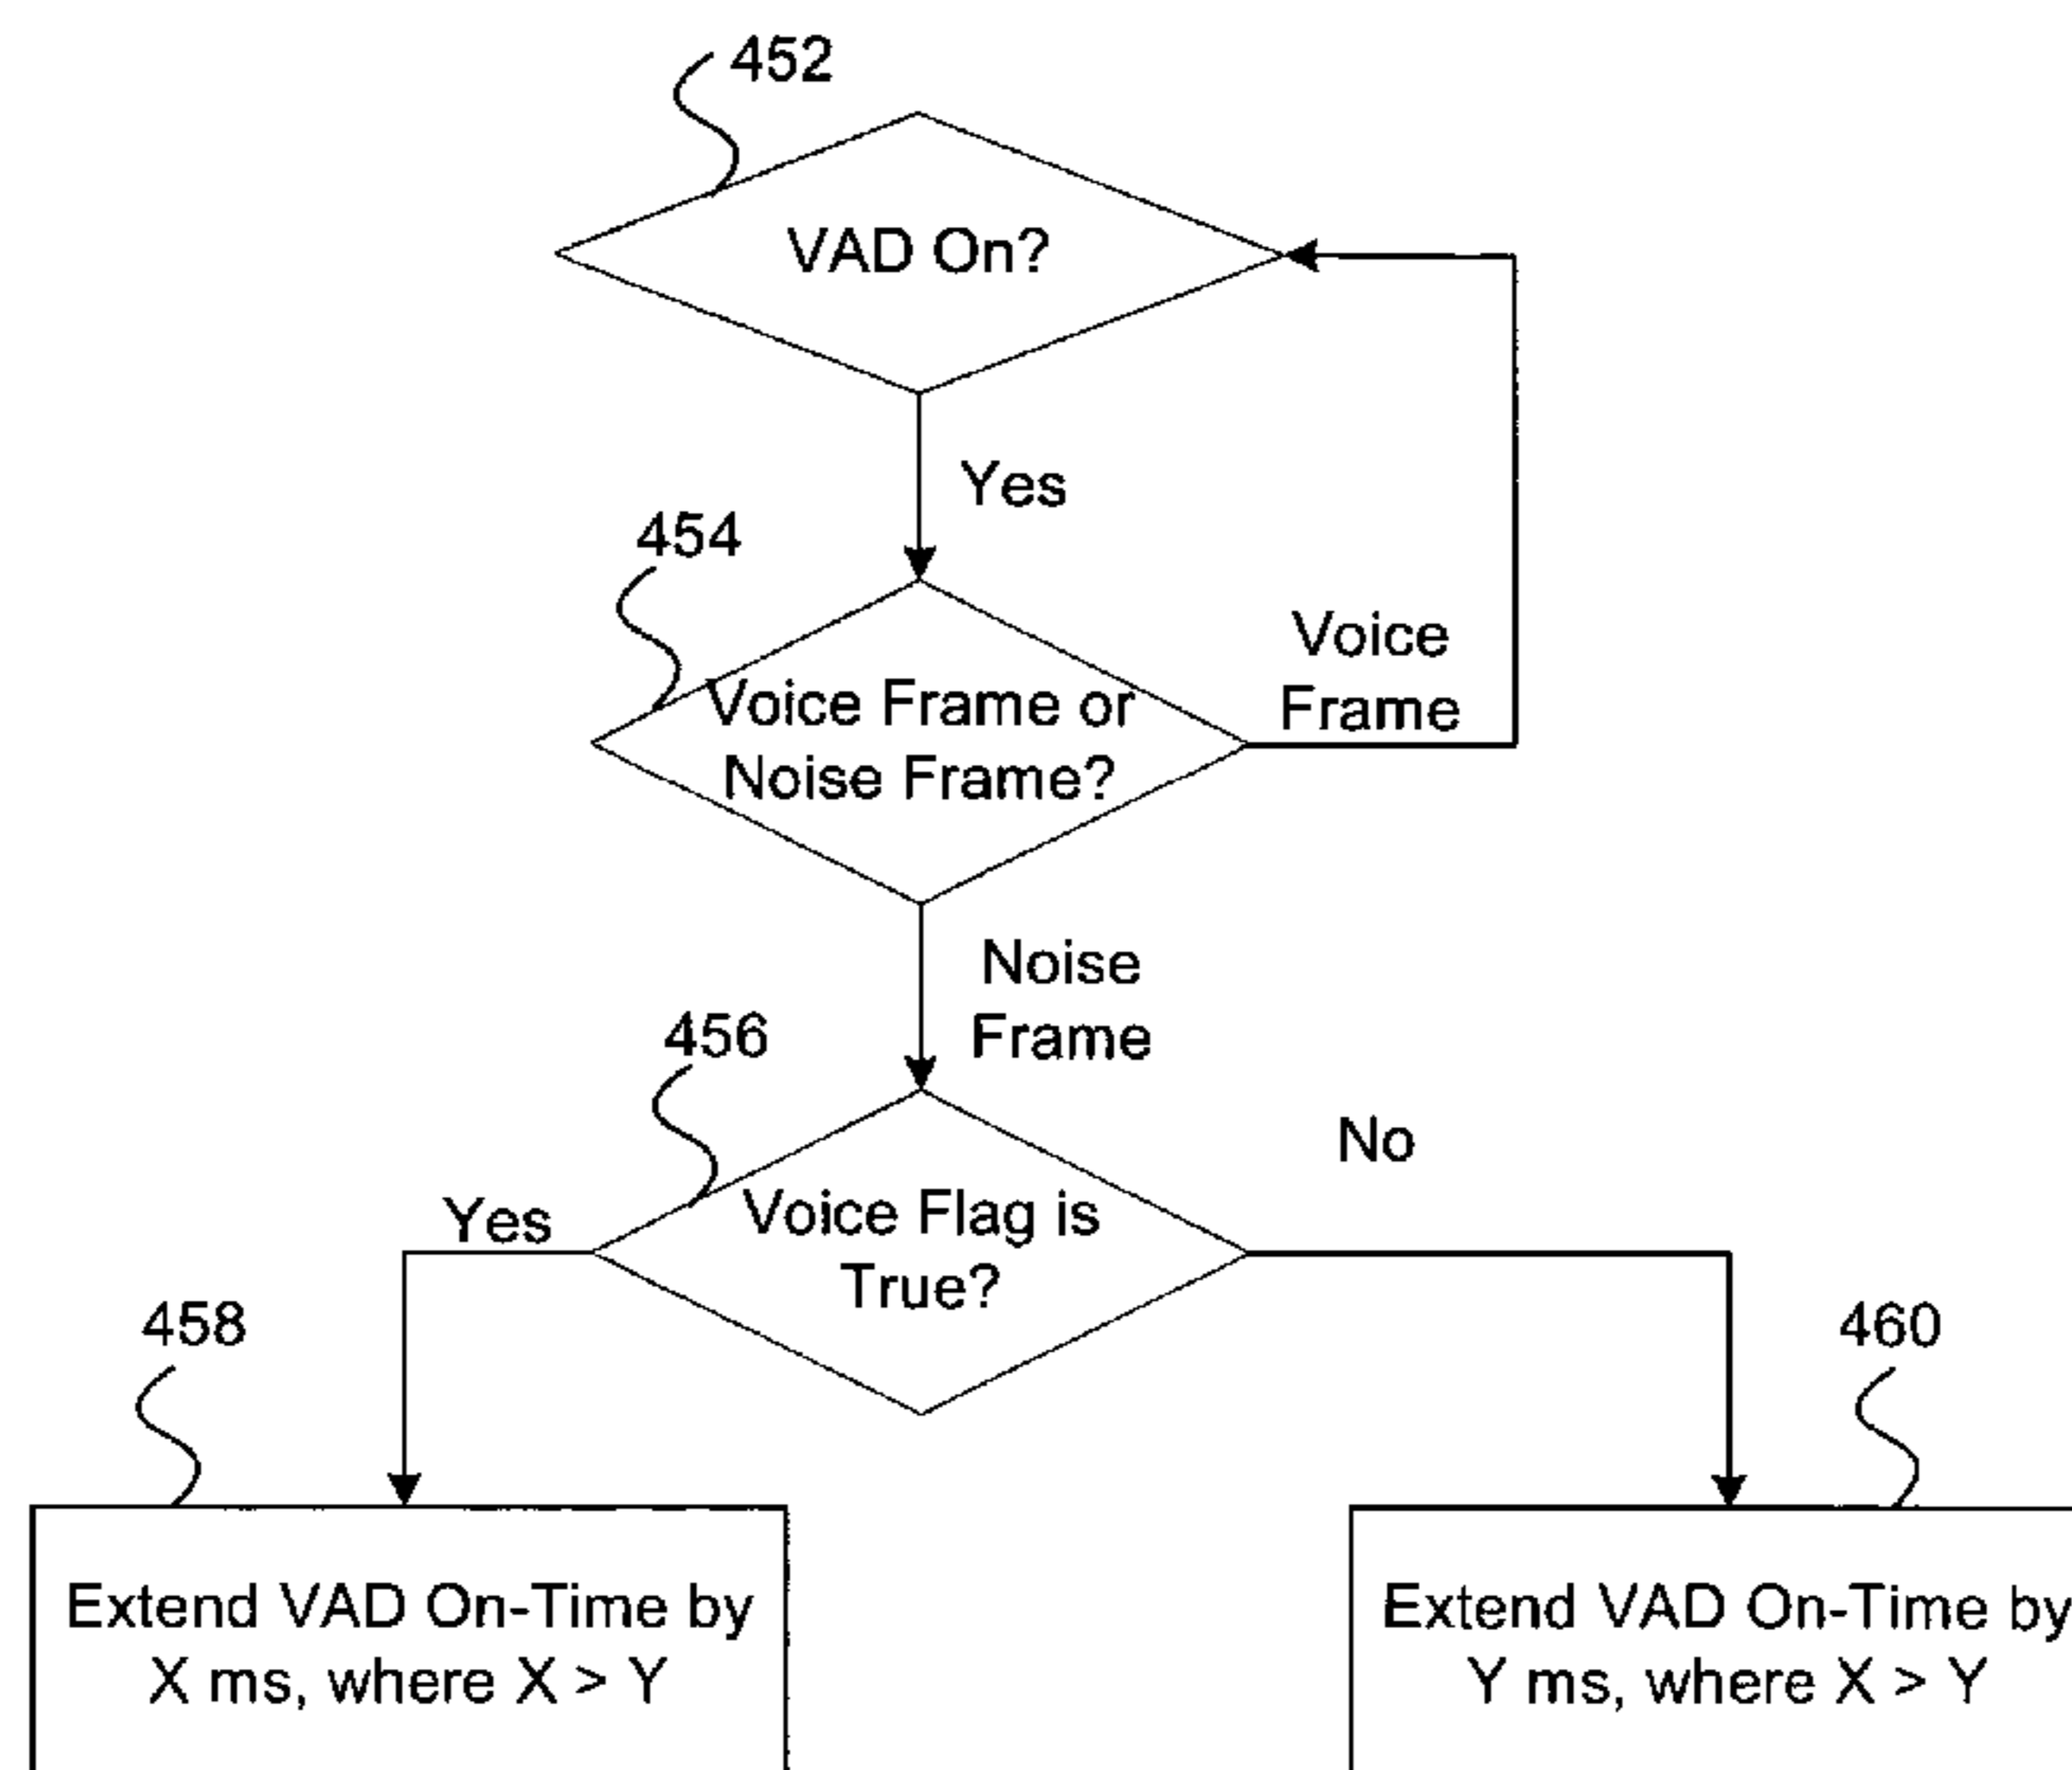 452
VAD On?
Yes
454
Voice
Frame
Voice Frame or
Noise Frame?
Noise
Frame
456
No
Yes
Voice Flag is
True?
458
460
Extend VAD On-Time by
X ms, where X > Y
Extend VAD On-Time by
Y ms, where X > Y